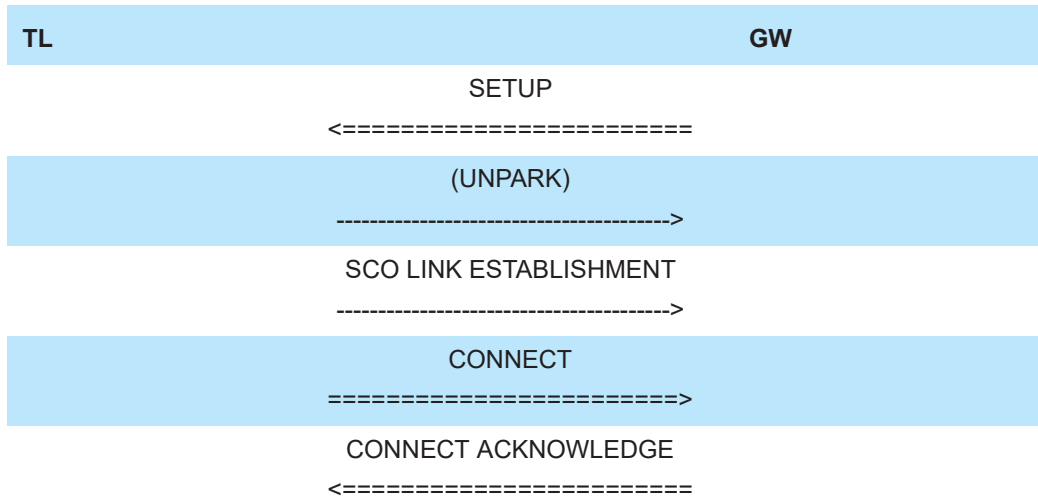 TL GW
SETUP
<========================
(UNPARK)
---------------------------------------->
SCO LINK ESTABLISHMENT
---------------------------------------->
CONNECT
========================>
CONNECT ACKNOWLEDGE
<========================